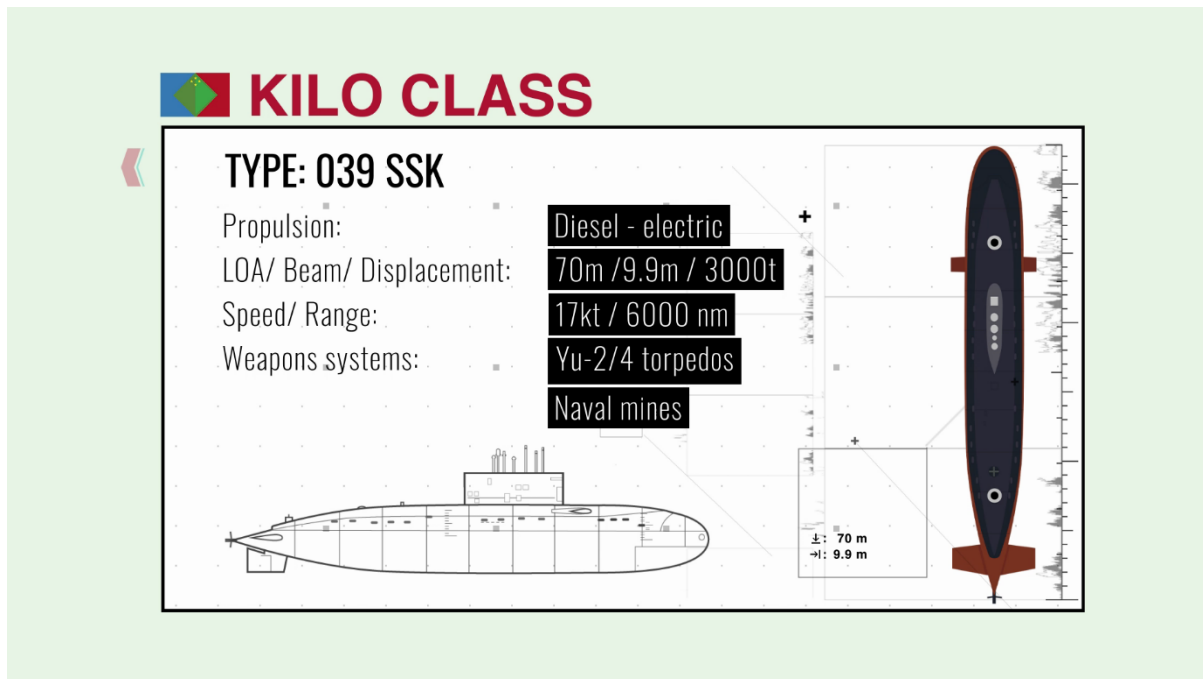 KILO CLASS
TYPE: 039 SSK
Propulsion: Diesel - electric
LOA/ Beam/ Displacement: 70m /9.9m / 3000t
Speed/ Range: 17kt / 6000 nm
Weapons systems: Yu-2/4 torpedos
Naval mines
: 70 m
: 9.9 m